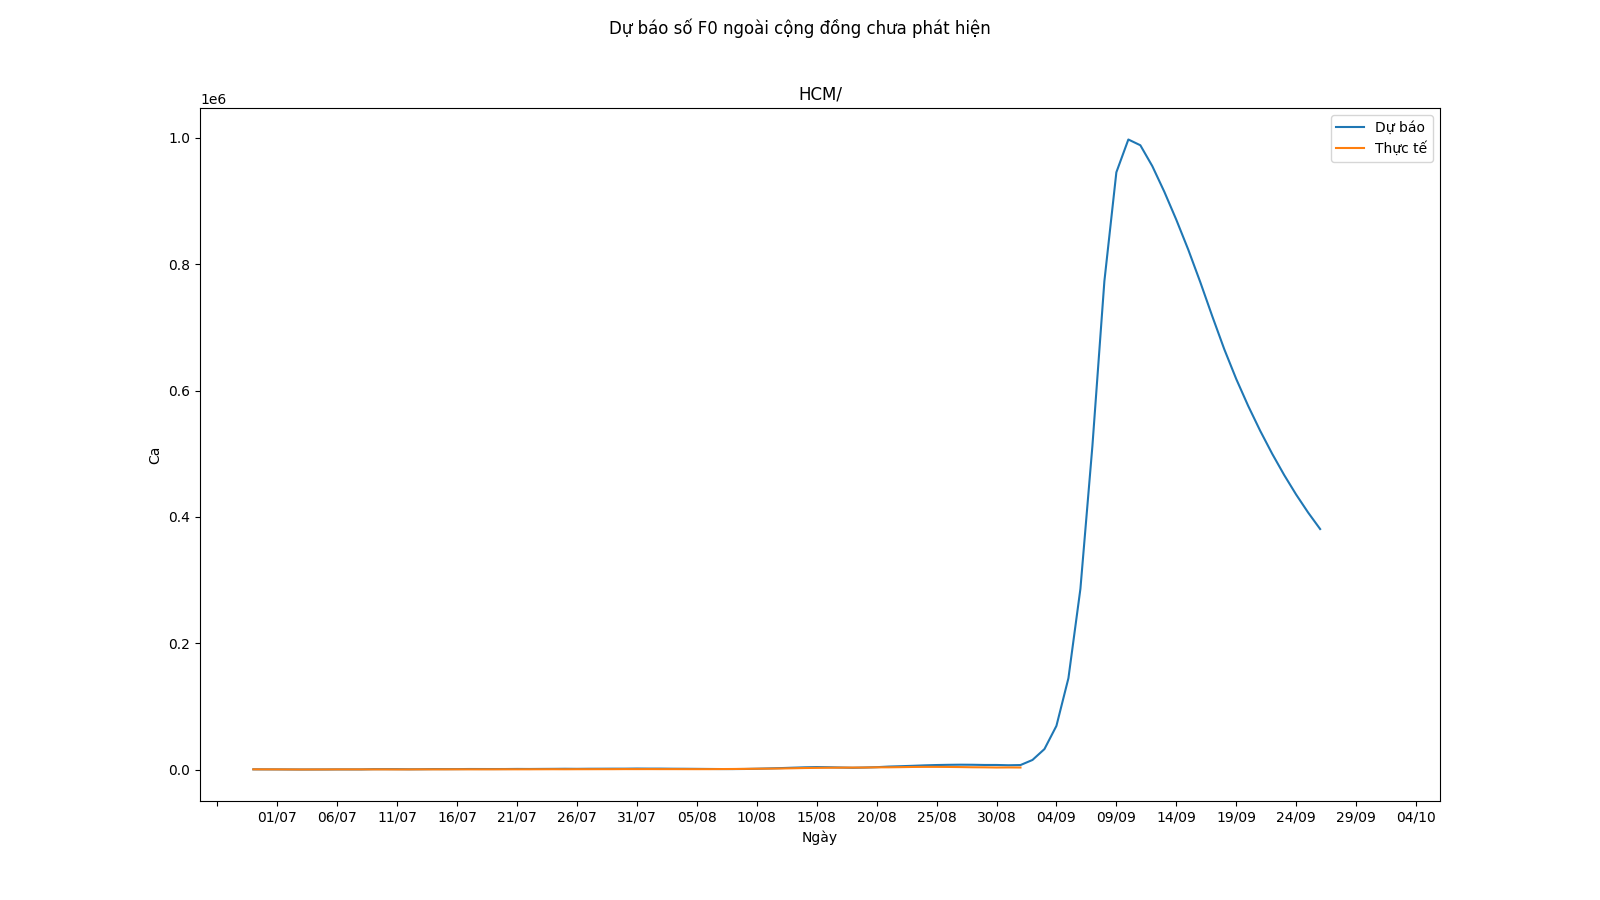 Dự báo số F0 ngoài cộng đồng chưa phát hiện
HCM/
1e6
Dự báo
Thực tế
1.0
0.8
0.6
0.4
0.2
0.0
Ca
01/07 06/07 11/07 16/07 21/07 26/07 31/07 05/08 10/08 15/08 20/08 25/08 30/08 04/09 09/09 14/09 19/09 24/09 29/09 04/10
Ngày